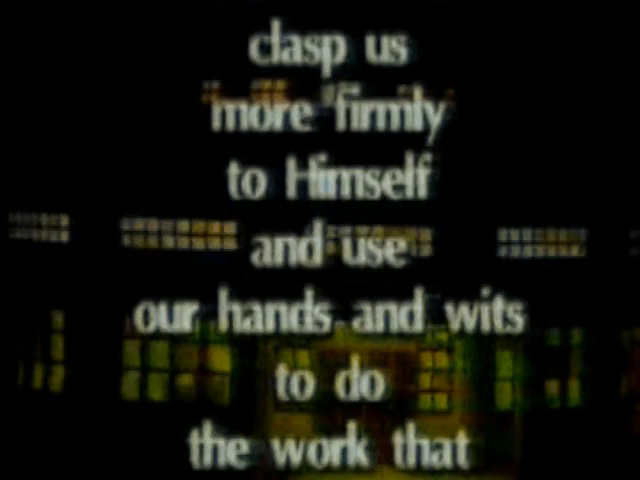 clasp us
more firmly
to Himself
and use
our hands and wits
to do
the work that